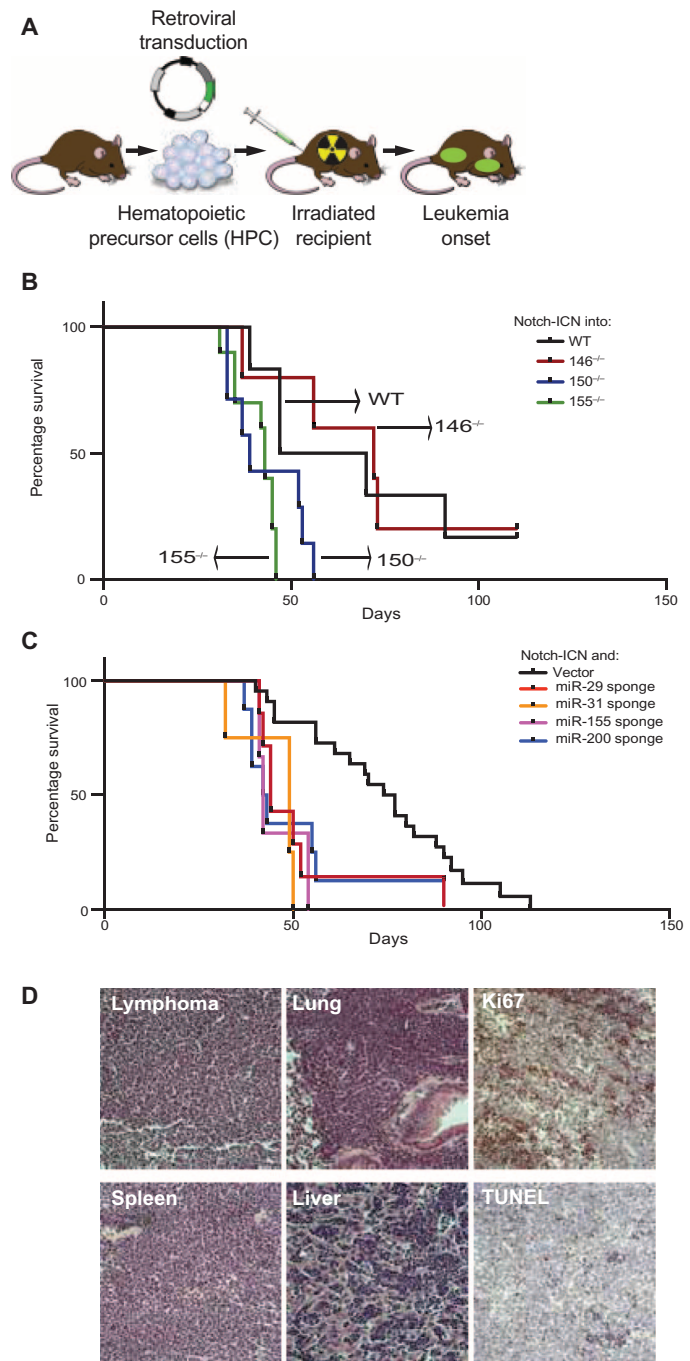 A
Retroviral
transduction
Hematopoietic
precursor cells (HPC)
Irradiated
recipient
Leukemia
onset
B
Percentage survival
100
50
0
0
50
100
150
Days
WT
146-/-
155-/-
150-/-
Notch-ICN into:
WT
146-/-
150-/-
155-/-
C
Percentage survival
100
50
0
0
50
100
150
Days
Notch-ICN and:
Vector
miR-29 sponge
miR-31 sponge
miR-155 sponge
miR-200 sponge
D
Lymphoma
Lung
Ki67
Spleen
Liver
TUNEL